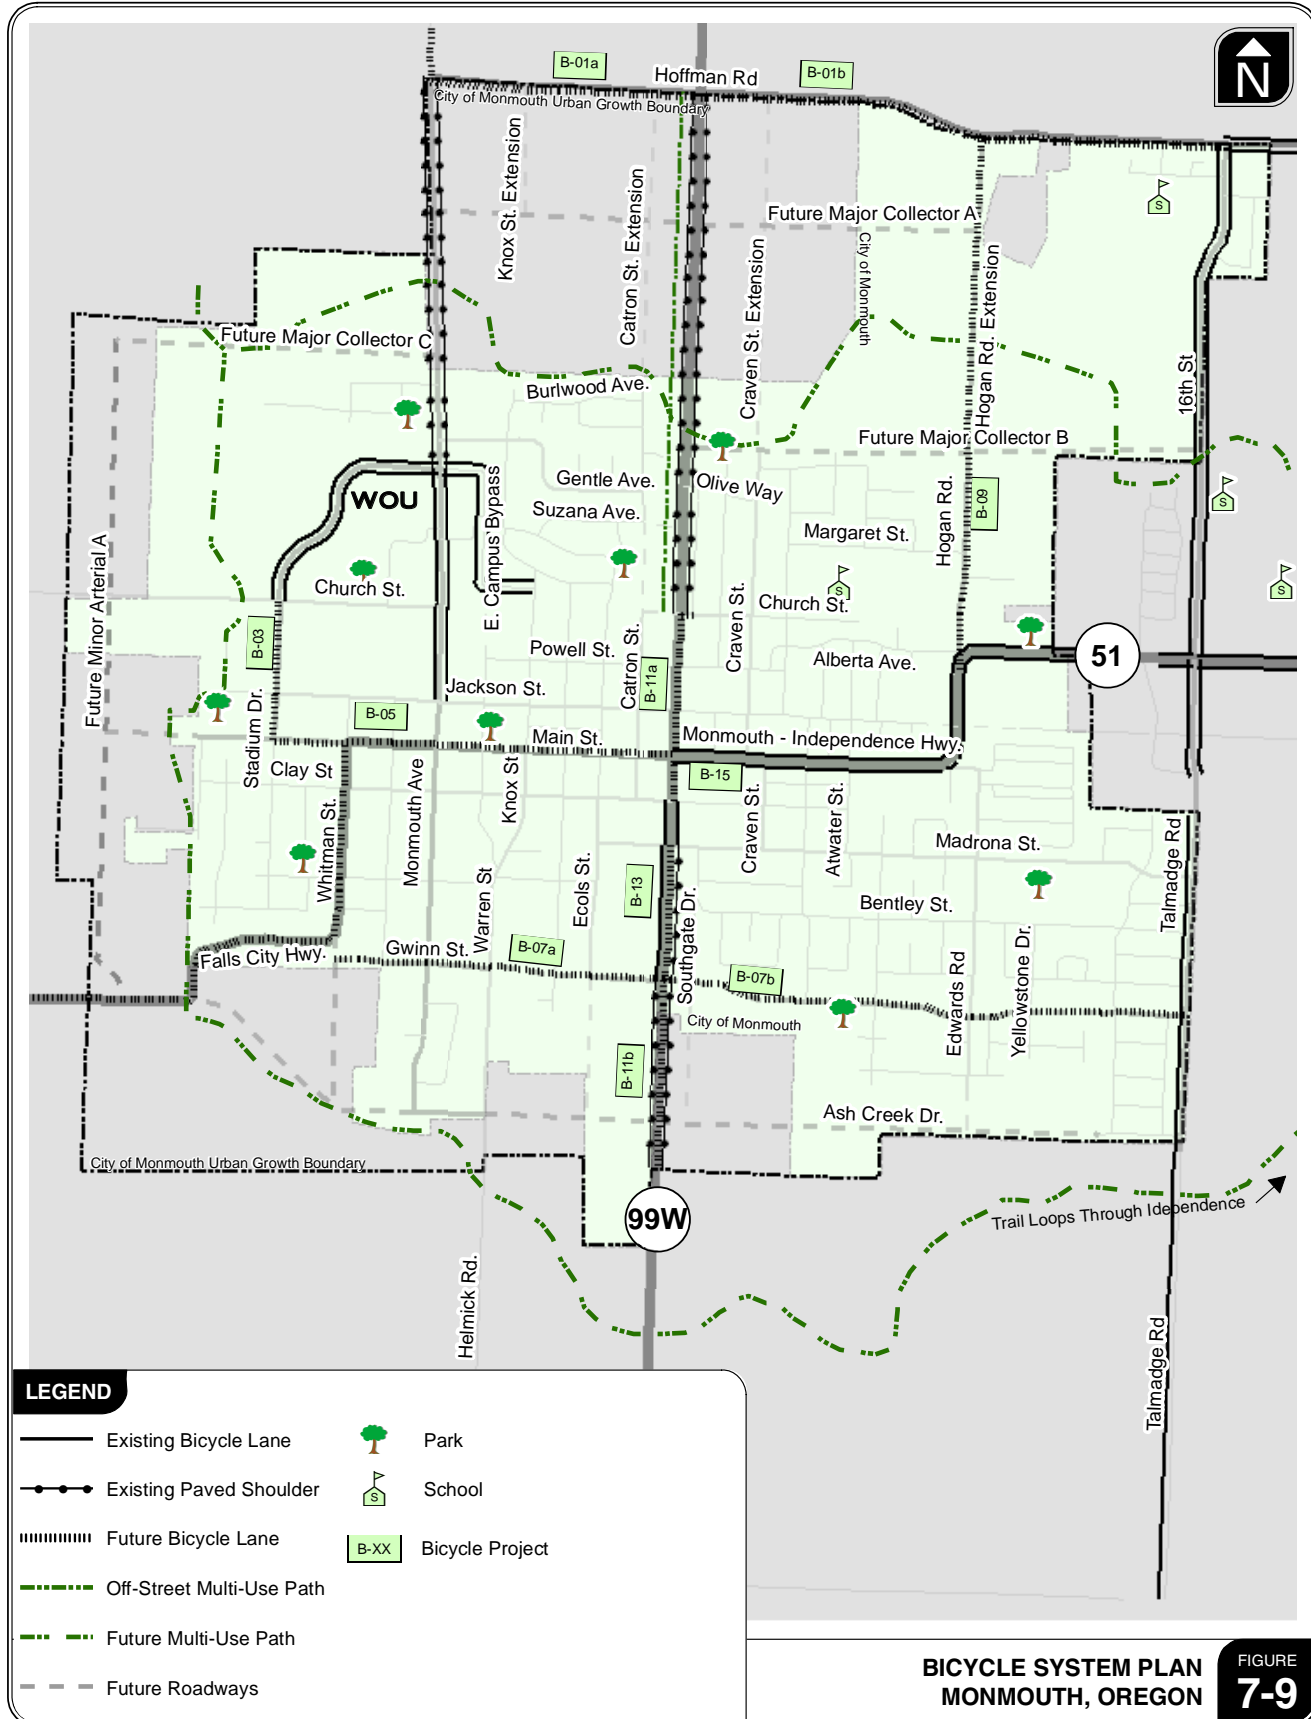 B-01a
Hoffman Rd
B-01b
N
City of Monmouth Urban Growth Boundary
Knox St. Extension
Catron St. Extension
Future Major Collector A
City of Monmouth
Craven St. Extension
Hogan Rd. Extension
S
Future Major Collector C
Burlwood Ave.
16th St
Future Major Collector B
WOU
E. Campus Bypass
Gentle Ave.
Olive Way
Suzana Ave.
Margaret St.
Hogan Rd.
B-09
S
Future Minor Arterial A
Church St.
S
Church St.
S
B-03
Powell St.
Catron St.
B-11a
Craven St.
Alberta Ave.
51
Jackson St.
Stadium Dr.
B-05
Main St.
Monmouth - Independence Hwy.
Clay St
B-15
Whitman St.
Monmouth Ave
Knox St
Craven St.
Atwater St.
Madrona St.
Talmadge Rd
Warren St
Ecols St.
B-13
Southgate Dr.
Bentley St.
Falls City Hwy.
Gwinn St.
B-07a
B-07b
Edwards Rd
Yellowstone Dr.
City of Monmouth
B-11b
Ash Creek Dr.
City of Monmouth Urban Growth Boundary
99W
Trail Loops Through Idependence
Helmick Rd.
Talmadge Rd
LEGEND
Existing Bicycle Lane
Park
Existing Paved Shoulder
S
School
Future Bicycle Lane
B-XX
Bicycle Project
Off-Street Multi-Use Path
Future Multi-Use Path
Future Roadways
BICYCLE SYSTEM PLAN
MONMOUTH, OREGON
FIGURE
7-9